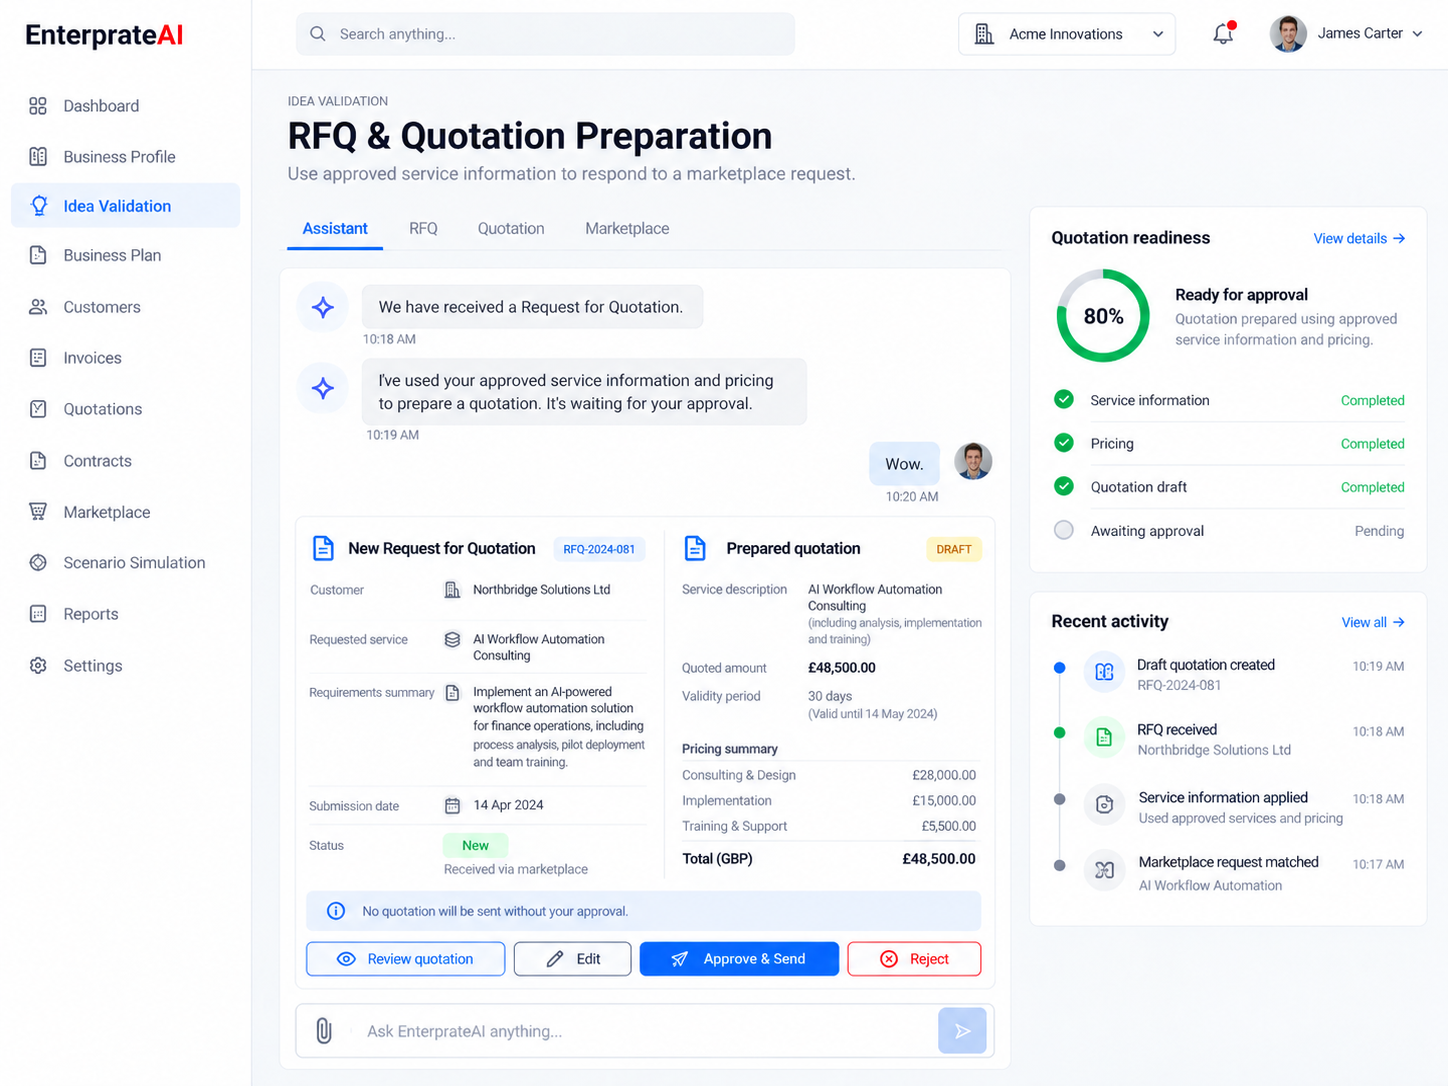 EnterprateAI
Search anything...
Acme Innovations
James Carter
Dashboard
Business Profile
Idea Validation
Business Plan
Customers
Invoices
Quotations
Contracts
Marketplace
Scenario Simulation
Reports
Settings
IDEA VALIDATION
RFQ & Quotation Preparation
Use approved service information to respond to a marketplace request.
Assistant
RFQ
Quotation
Marketplace
We have received a Request for Quotation.
10:18 AM
I've used your approved service information and pricing
to prepare a quotation. It's waiting for your approval.
10:19 AM
Wow.
10:20 AM
New Request for Quotation
RFQ-2024-081
Customer
Northbridge Solutions Ltd
Requested service
AI Workflow Automation
Consulting
Requirements summary
Implement an AI-powered
workflow automation solution
for finance operations, including
process analysis, pilot deployment
and team training.
Submission date
14 Apr 2024
Status
New
Received via marketplace
Prepared quotation
DRAFT
Service description
AI Workflow Automation
Consulting
(including analysis, implementation
and training)
Quoted amount
£48,500.00
Validity period
30 days
(Valid until 14 May 2024)
Pricing summary
Consulting & Design
£28,000.00
Implementation
£15,000.00
Training & Support
£5,500.00
Total (GBP)
£48,500.00
No quotation will be sent without your approval.
Review quotation
Edit
Approve & Send
Reject
Ask EnterprateAI anything...
Quotation readiness
View details →
80%
Ready for approval
Quotation prepared using approved
service information and pricing.
Service information
Completed
Pricing
Completed
Quotation draft
Completed
Awaiting approval
Pending
Recent activity
View all →
Draft quotation created
10:19 AM
RFQ-2024-081
RFQ received
10:18 AM
Northbridge Solutions Ltd
Service information applied
10:18 AM
Used approved services and pricing
Marketplace request matched
10:17 AM
AI Workflow Automation